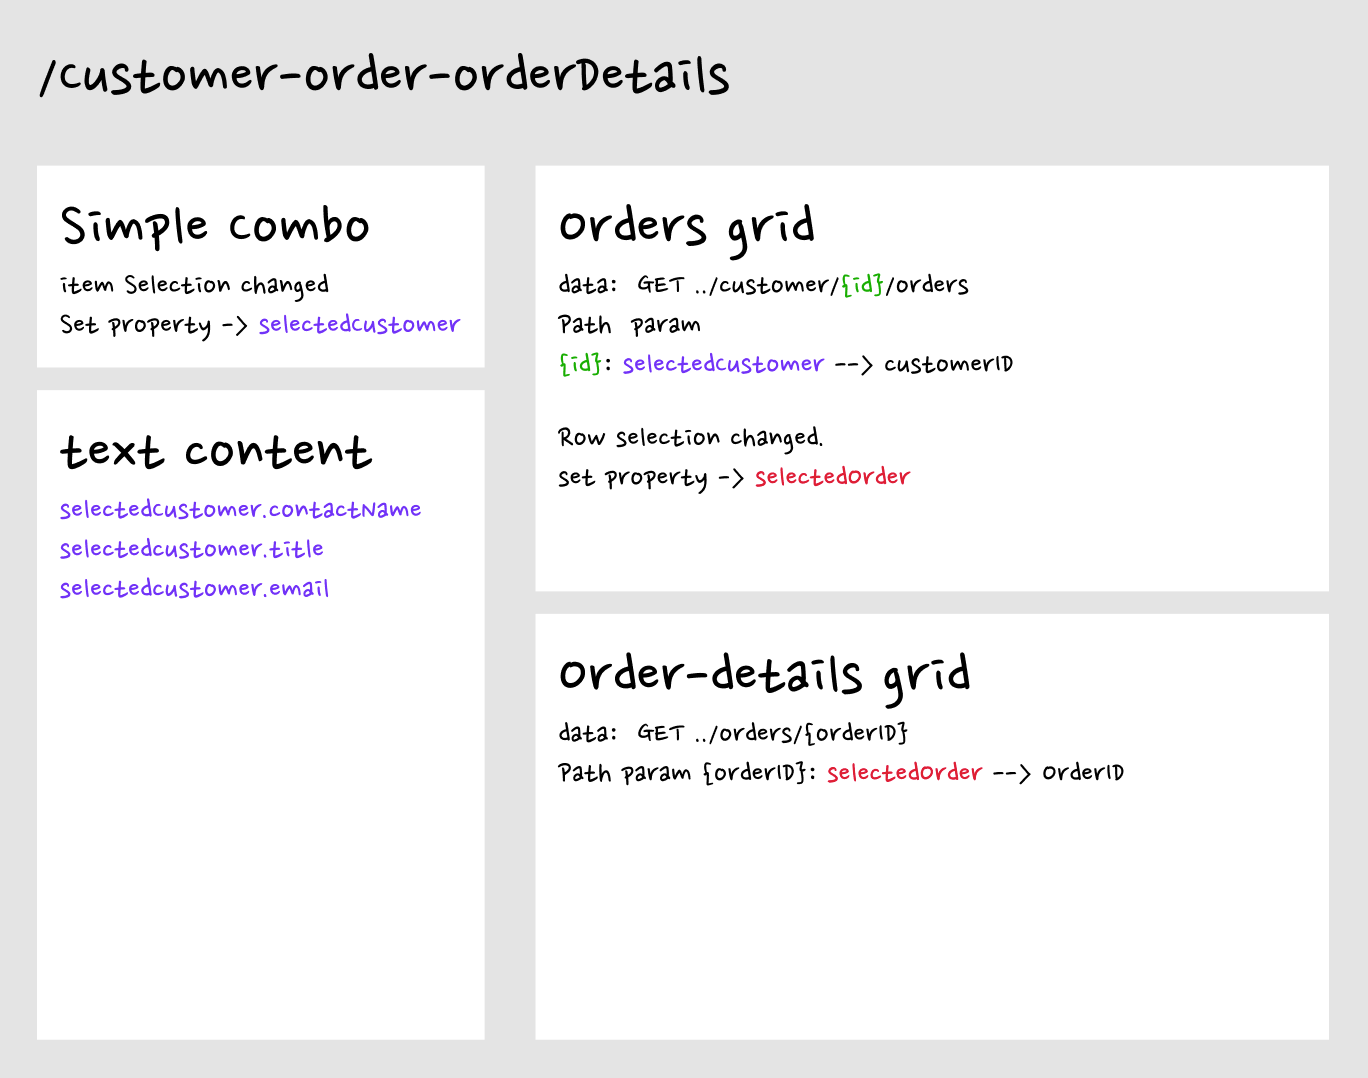 /customer-order-orderDetails
Simple combo
item Selection changed
Set property -> selectedcustomer
text content
selectedcustomer.contactName
selectedcustomer.title
selectedcustomer.email
Orders grid
data: GET ../customer/{id}/orders
Path param
{id}: selectedcustomer --> customerID
Row selection changed.
set property -> selectedOrder
Order-details grid
data: GET ../orders/{orderID}
Path param {orderID}: selectedOrder --> OrderID